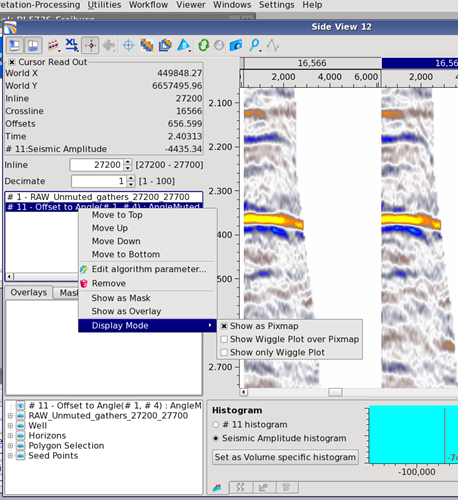 retation-Processing Utilities Workflow Windows Settings Help
Side View 12
Cursor Read Out
World X 449848.27
World Y 6657495.96
Inline 27200
Crossline 16566
Offsets 656.599
Time 2.40313
# 11:Seismic Amplitude -4435.34
Inline 27200 [27200 - 27700]
Decimate 1 [1 - 100]
# 1 - RAW_Unmuted_gathers_27200_27700
# 11 - Offset to Angle(# 1, # 4) : AngleMuted
Move to Top
Move Up
Move Down
Move to Bottom
Edit algorithm parameter...
Remove
Show as Mask
Show as Overlay
Display Mode
Show as Pixmap
Show Wiggle Plot over Pixmap
Show only Wiggle Plot
Overlays Mask
# 11 - Offset to Angle(# 1, # 4) : AngleM
RAW_Unmuted_gathers_27200_27700
Well
Horizons
Polygon Selection
Seed Points
16,566 16,56
2,000 4,000 6,000 2,000
2.100
2.200
2.300
2.400
500
600
2.700
Histogram
# 11 histogram
Seismic Amplitude histogram
Set as Volume specific histogram
-74
-100,000